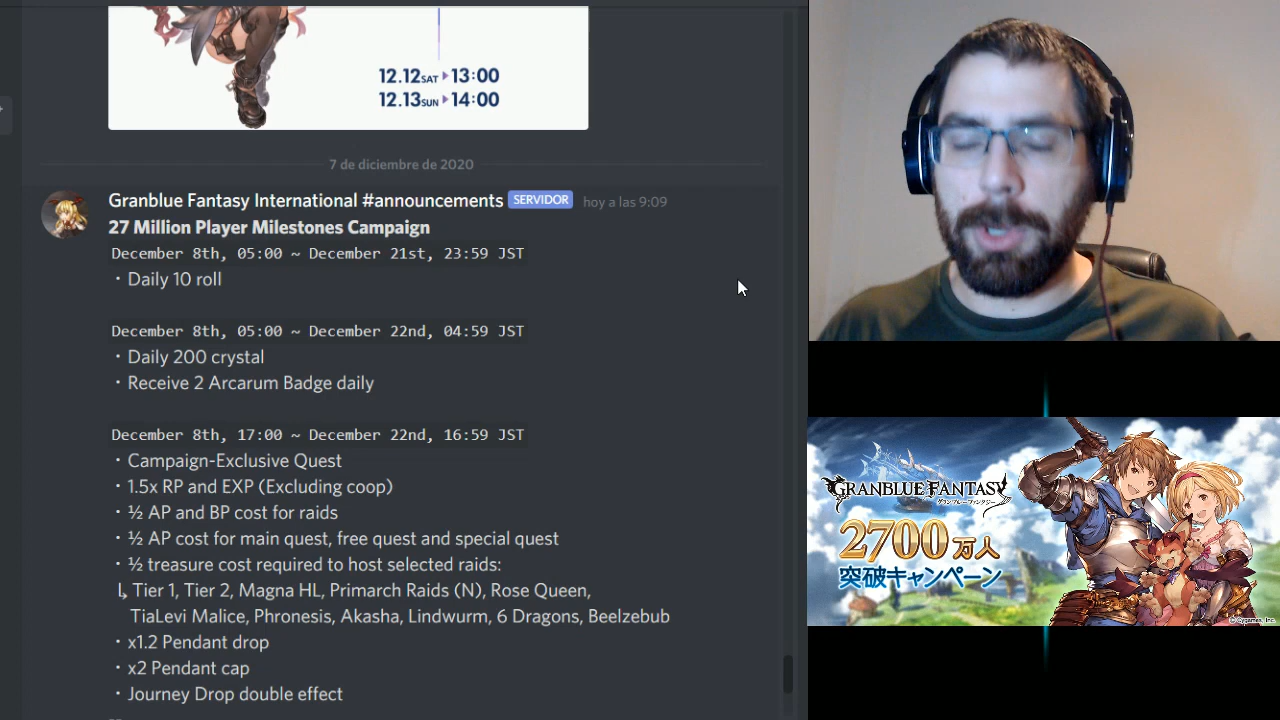 12.12SAT 13:00
12.13SUN 14:00
7 de diciembre de 2020
Granblue Fantasy International #announcements SERVIDOR hoy a las 9:09
27 Million Player Milestones Campaign
December 8th, 05:00 ~ December 21st, 23:59 JST
・Daily 10 roll
December 8th, 05:00 ~ December 22nd, 04:59 JST
・Daily 200 crystal
・Receive 2 Arcarum Badge daily
December 8th, 17:00 ~ December 22nd, 16:59 JST
・Campaign-Exclusive Quest
・1.5x RP and EXP (Excluding coop)
・½ AP and BP cost for raids
・½ AP cost for main quest, free quest and special quest
・½ treasure cost required to host selected raids:
↳ Tier 1, Tier 2, Magna HL, Primarch Raids (N), Rose Queen,
TiaLevi Malice, Phronesis, Akasha, Lindwurm, 6 Dragons, Beelzebub
・x1.2 Pendant drop
・x2 Pendant cap
・Journey Drop double effect
GRANBLUE FANTASY
グランブルーファンタジー
2700万人
突破キャンペーン
© Cygames, Inc.